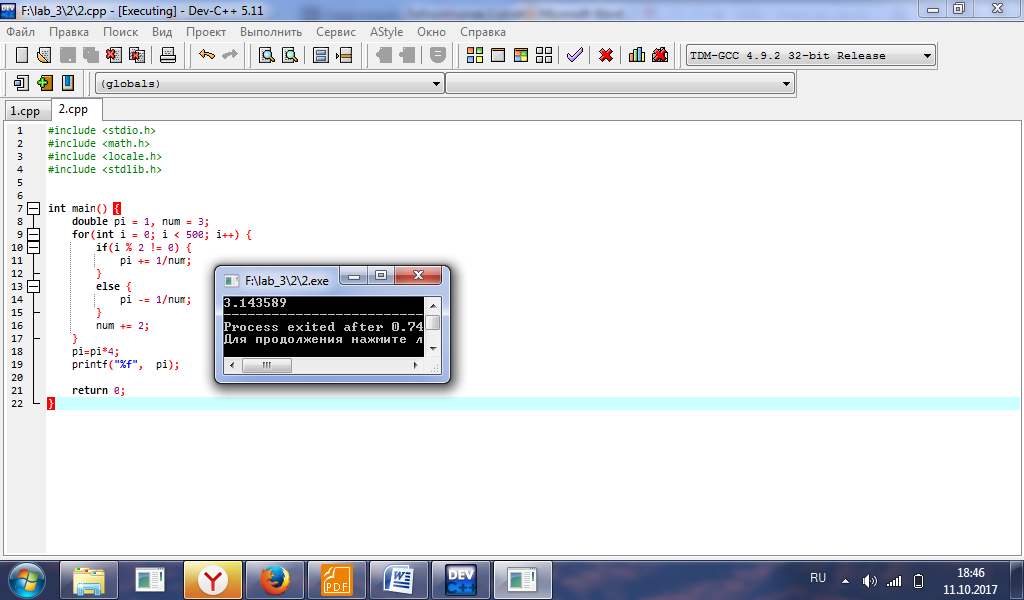 F:\lab_3\2\2.cpp - [Executing] - Dev-C++ 5.11
Файл Правка Поиск Вид Проект Выполнить Сервис AStyle Окно Справка
TDM-GCC 4.9.2 32-bit Release
(globals)
1.cpp 2.cpp
1 #include <stdio.h>
2 #include <math.h>
3 #include <locale.h>
4 #include <stdlib.h>
5
6
7 int main() {
8 double pi = 1, num = 3;
9 for(int i = 0; i < 500; i++) {
10 if(i % 2 != 0) {
11 pi += 1/num;
12 }
13 else {
14 pi -= 1/num;
15 }
16 num += 2;
17 }
18 pi=pi*4;
19 printf("%f", pi);
20
21 return 0;
22 }
F:\lab_3\2\2.exe
3.143589
--------------------------------
Process exited after 0.74
Для продолжения нажмите л
PDF
DEV
C++
RU
18:46
11.10.2017